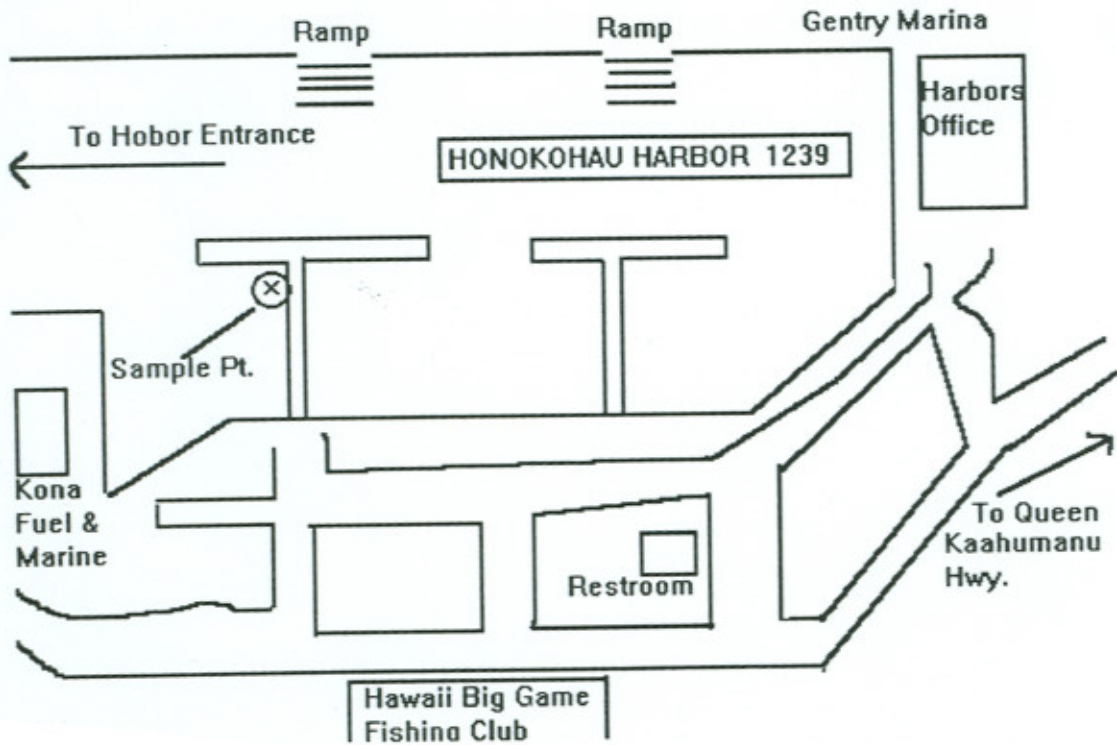 Ramp
Ramp
Gentry Marina
Harbors
Office
To Hobor Entrance
HONOKOHAU HARBOR 1239
Sample Pt.
Kona
Fuel &
Marine
To Queen
Kaahumanu
Hwy.
Restroom
Hawaii Big Game
Fishing Club